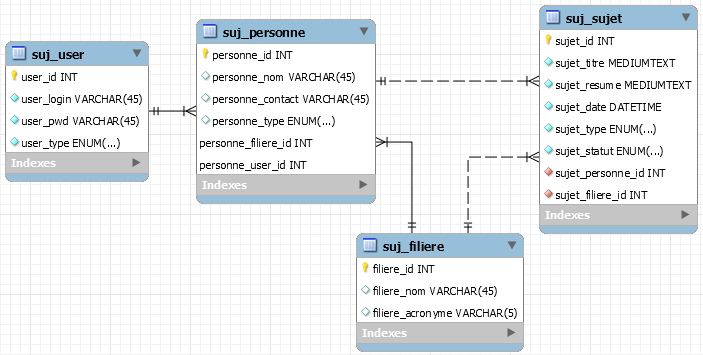 suj_user
user_id INT
user_login VARCHAR(45)
user_pwd VARCHAR(45)
user_type ENUM(...)
Indexes
suj_personne
personne_id INT
personne_nom VARCHAR(45)
personne_contact VARCHAR(45)
personne_type ENUM(...)
personne_filiere_id INT
personne_user_id INT
Indexes
suj_sujet
sujet_id INT
sujet_titre MEDIUMTEXT
sujet_resume MEDIUMTEXT
sujet_date DATETIME
sujet_type ENUM(...)
sujet_statut ENUM(...)
sujet_personne_id INT
sujet_filiere_id INT
Indexes
suj_filiere
filiere_id INT
filiere_nom VARCHAR(45)
filiere_acronyme VARCHAR(5)
Indexes